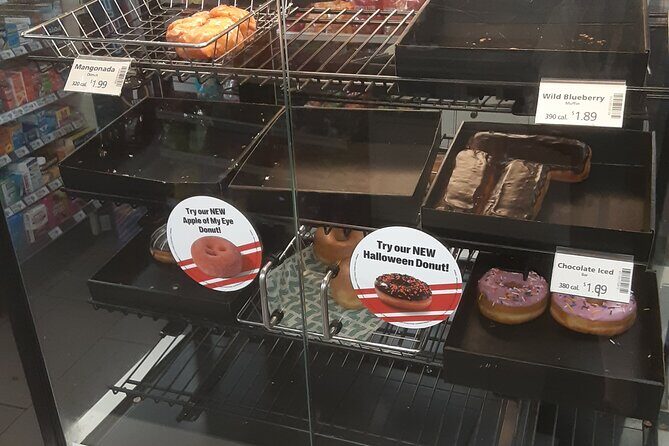 Mangonada
Donut
320 cal. $1.99
Wild Blueberry
Muffin
390 cal. $1.89
Try our NEW
Apple of My Eye
Donut!
Try our NEW
Halloween Donut!
Chocolate Iced
Bar
380 cal. $1.69